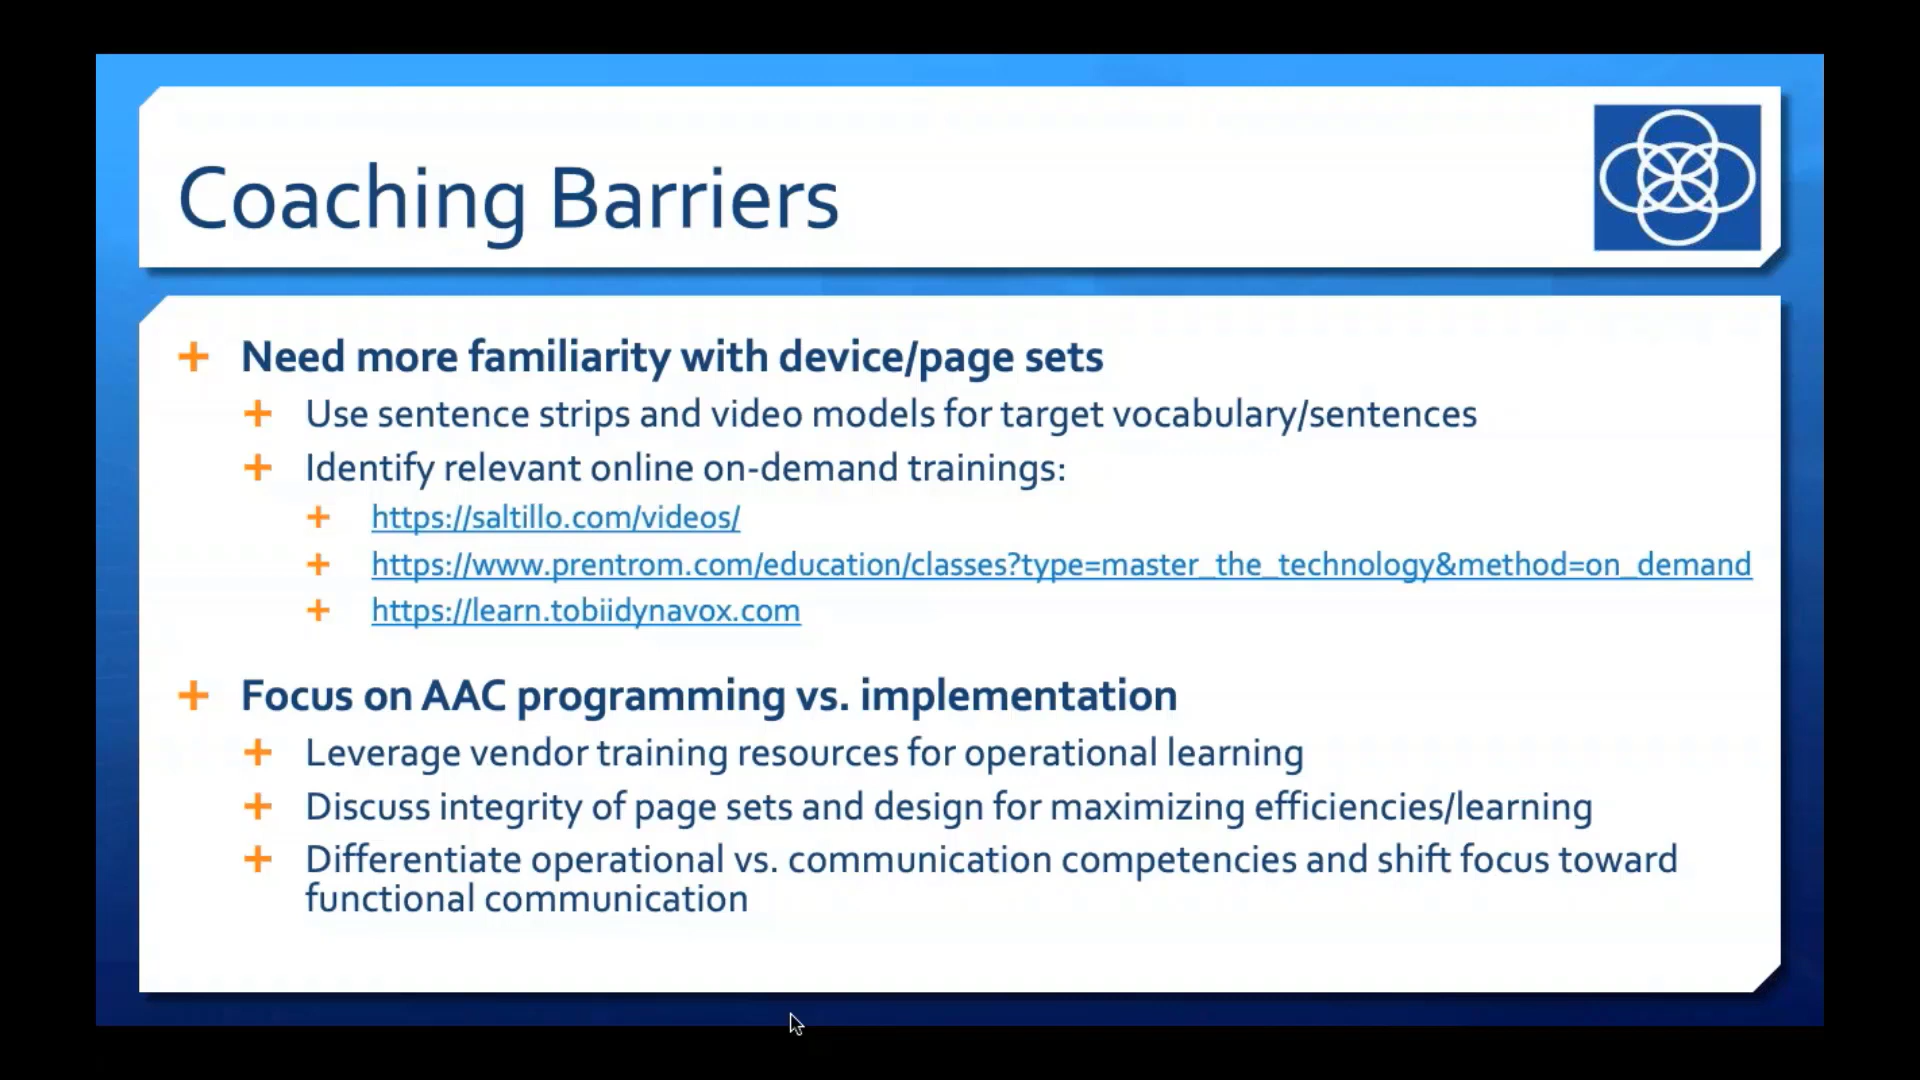 Coaching Barriers
Need more familiarity with device/page sets
Use sentence strips and video models for target vocabulary/sentences
Identify relevant online on-demand trainings:
https://saltillo.com/videos/
https://www.prentrom.com/education/classes?type=master_the_technology&method=on_demand
https://learn.tobiidynavox.com
Focus on AAC programming vs. implementation
Leverage vendor training resources for operational learning
Discuss integrity of page sets and design for maximizing efficiencies/learning
Differentiate operational vs. communication competencies and shift focus toward
functional communication